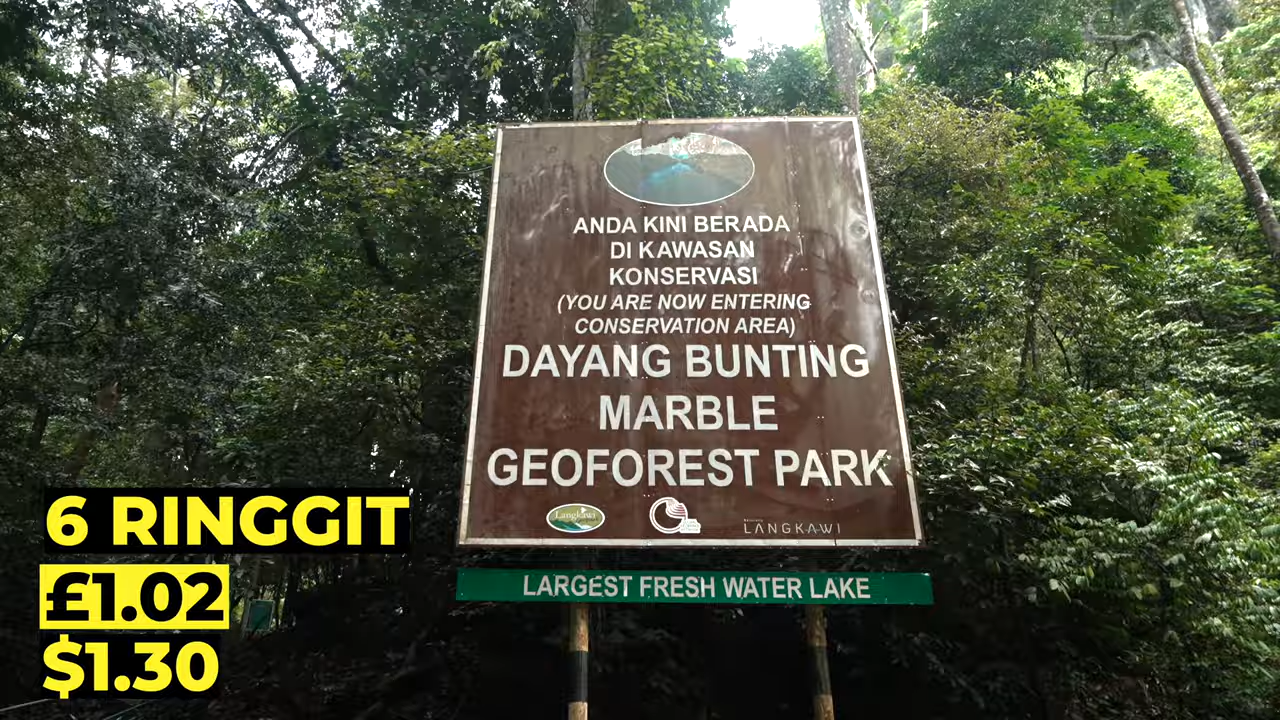 ANDA KINI BERADA
DI KAWASAN
KONSERVASI
(YOU ARE NOW ENTERING
CONSERVATION AREA)
DAYANG BUNTING
MARBLE
GEOFOREST PARK
Langkawi
LANGKAWI
LARGEST FRESH WATER LAKE
6 RINGGIT
£1.02
$1.30